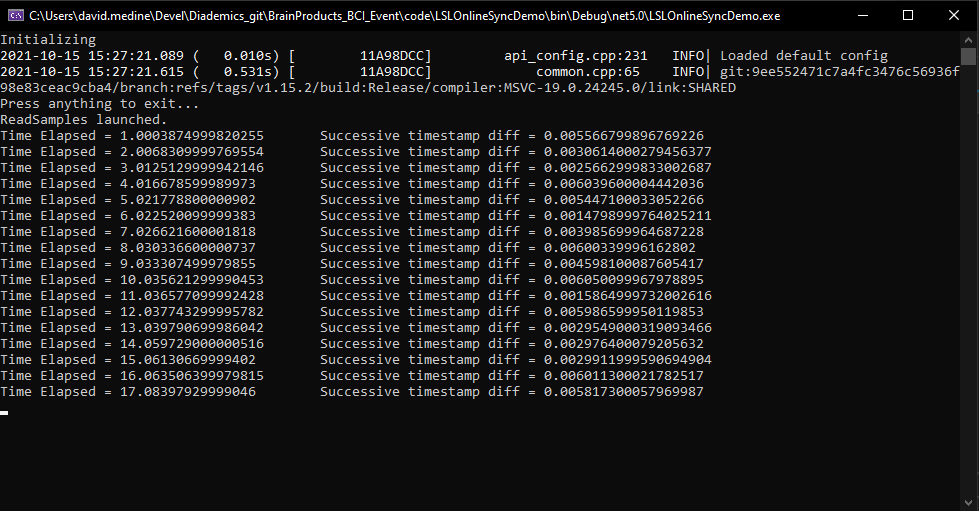 C:\Users\david.medine\Devel\Diademics_git\BrainProducts_BCI_Event\code\LSLOnlineSyncDemo\bin\Debug\net5.0\LSLOnlineSyncDemo.exe
Initializing
2021-10-15 15:27:21.089 (   0.010s) [        11A98DCC]         api_config.cpp:231   INFO| Loaded default config
2021-10-15 15:27:21.615 (   0.531s) [        11A98DCC]             common.cpp:65    INFO| git:9ee552471c7a4fc3476c56936f
98e83ceac9cba4/branch:refs/tags/v1.15.2/build:Release/compiler:MSVC-19.0.24245.0/link:SHARED
Press anything to exit...
ReadSamples launched.
Time Elapsed = 1.0003874999820255       Successive timestamp diff = 0.005566799896769226
Time Elapsed = 2.0068309999769554       Successive timestamp diff = 0.0030614000279456377
Time Elapsed = 3.0125129999942146       Successive timestamp diff = 0.0025662999833002687
Time Elapsed = 4.016678599989973        Successive timestamp diff = 0.006039600004442036
Time Elapsed = 5.021778800000902        Successive timestamp diff = 0.005447100033052266
Time Elapsed = 6.022520099999383        Successive timestamp diff = 0.0014798999764025211
Time Elapsed = 7.026621600001818        Successive timestamp diff = 0.003985699964687228
Time Elapsed = 8.030336600000737        Successive timestamp diff = 0.00600339996162802
Time Elapsed = 9.033307499979855        Successive timestamp diff = 0.004598100087605417
Time Elapsed = 10.035621299990453       Successive timestamp diff = 0.006050099967978895
Time Elapsed = 11.036577099992428       Successive timestamp diff = 0.0015864999732002616
Time Elapsed = 12.037743299995782       Successive timestamp diff = 0.005986599950119853
Time Elapsed = 13.039790699986042       Successive timestamp diff = 0.0029549000319093466
Time Elapsed = 14.059729000000516       Successive timestamp diff = 0.002976400079205632
Time Elapsed = 15.06130669999402        Successive timestamp diff = 0.0029911999590694904
Time Elapsed = 16.063506399979815       Successive timestamp diff = 0.006011300021782517
Time Elapsed = 17.08397929999046        Successive timestamp diff = 0.005817300057969987